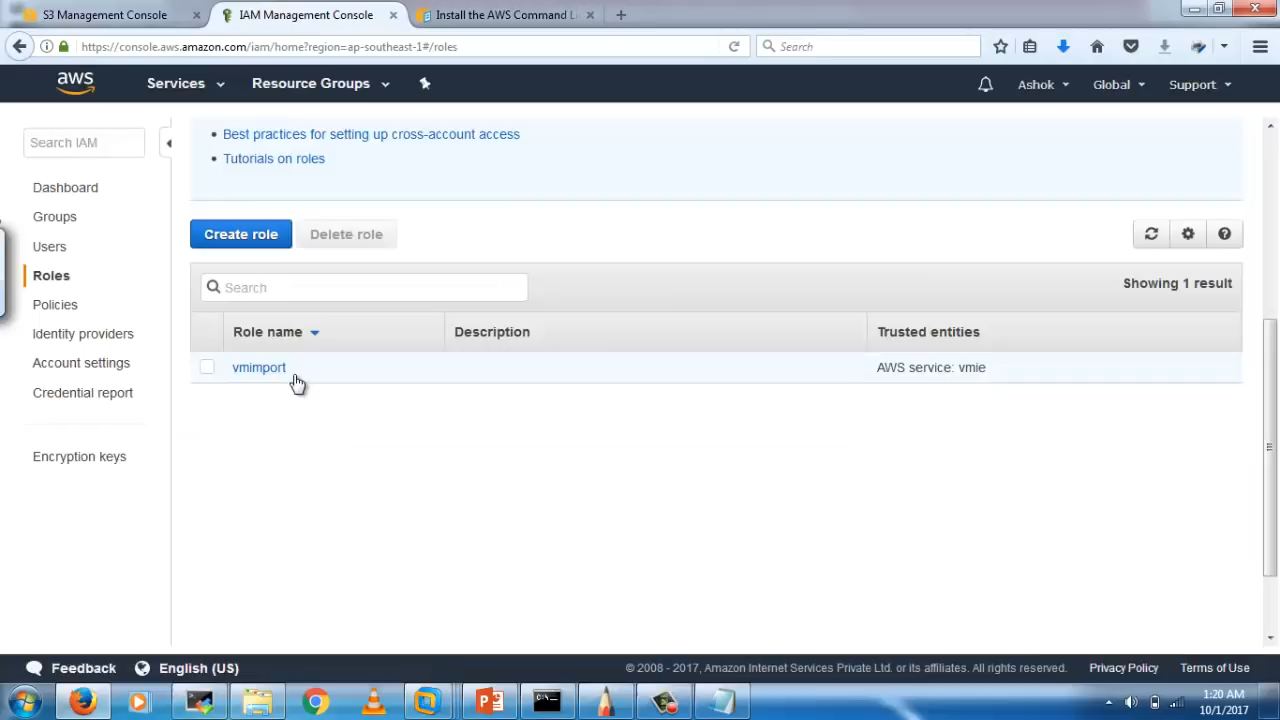 S3 Management Console
IAM Management Console
Install the AWS Command Li
https://console.aws.amazon.com/iam/home?region=ap-southeast-1#/roles
Search
aws
Services
Resource Groups
Ashok
Global
Support
Search IAM
Dashboard
Groups
Users
Roles
Policies
Identity providers
Account settings
Credential report
Encryption keys
• Best practices for setting up cross-account access
• Tutorials on roles
Create role
Delete role
Search
Showing 1 result
Role name
Description
Trusted entities
vmimport
AWS service: vmie
Feedback
English (US)
© 2008 - 2017, Amazon Internet Services Private Ltd. or its affiliates. All rights reserved.
Privacy Policy
Terms of Use
1:20 AM
10/1/2017